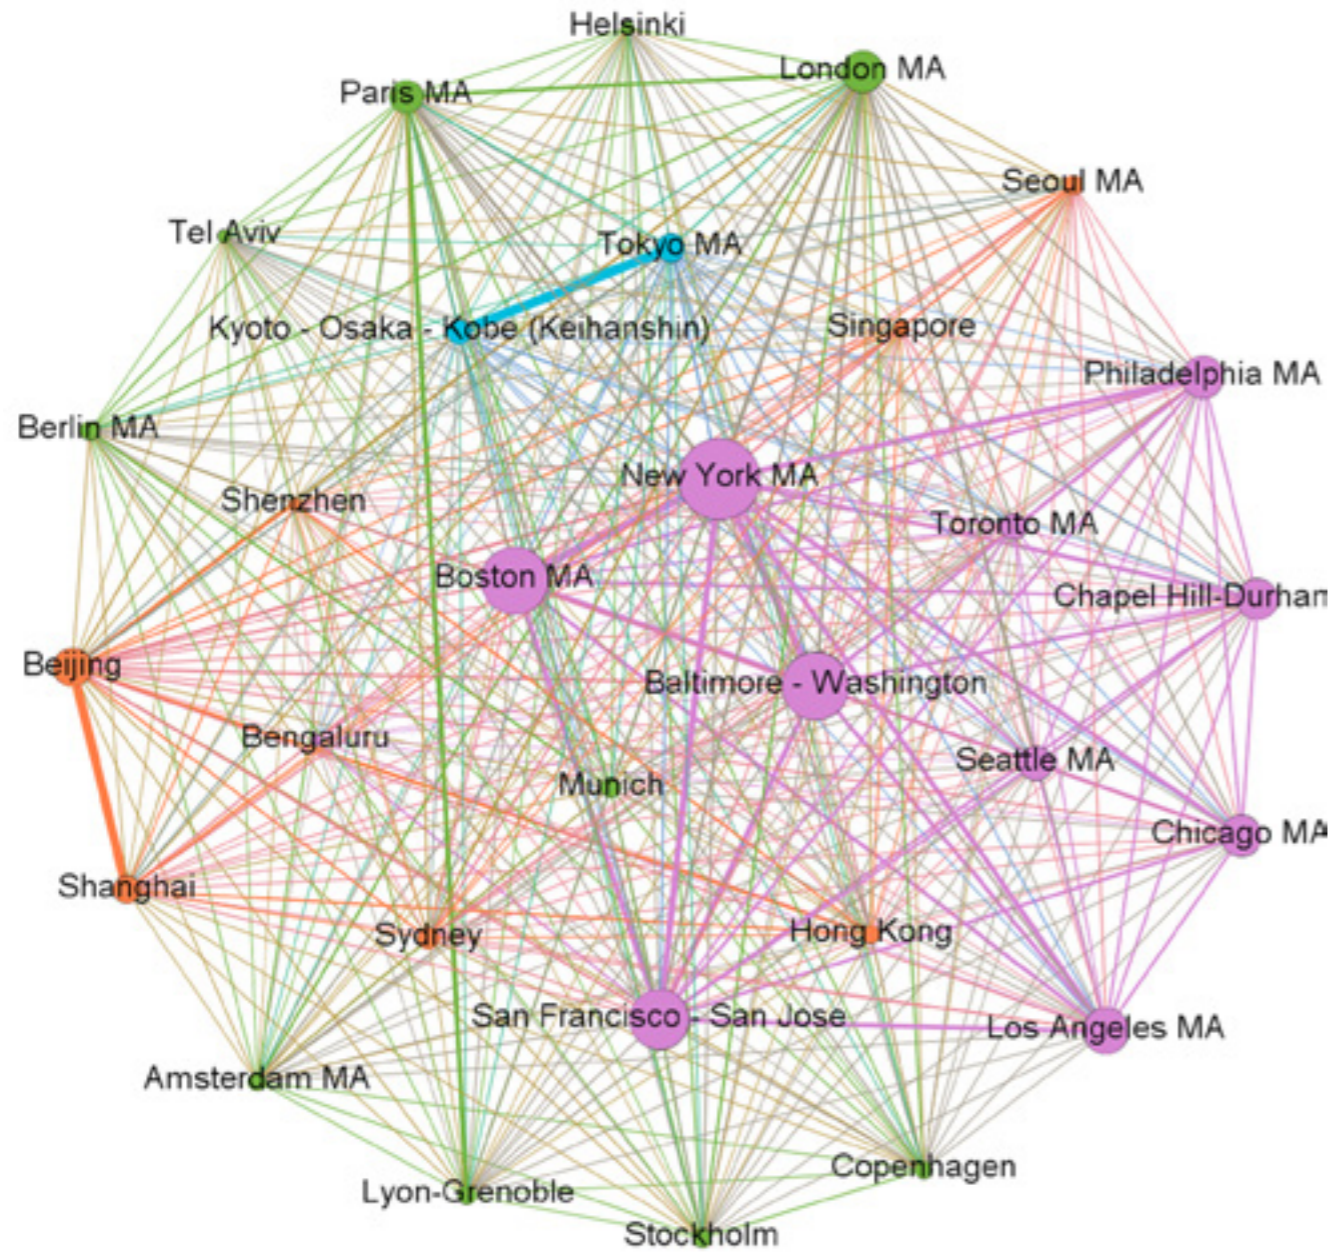 Helsinki
London MA
Paris MA
Seoul MA
Tel Aviv
Tokyo MA
Kyoto - Osaka - Kobe (Keihanshin)
Singapore
Philadelphia MA
Berlin MA
New York MA
Shenzhen
Toronto MA
Boston MA
Chapel Hill-Durham
Beijing
Baltimore - Washington
Bengaluru
Seattle MA
Munich
Chicago MA
Shanghai
Sydney
Hong Kong
San Francisco - San Jose
Los Angeles MA
Amsterdam MA
Copenhagen
Lyon-Grenoble
Stockholm